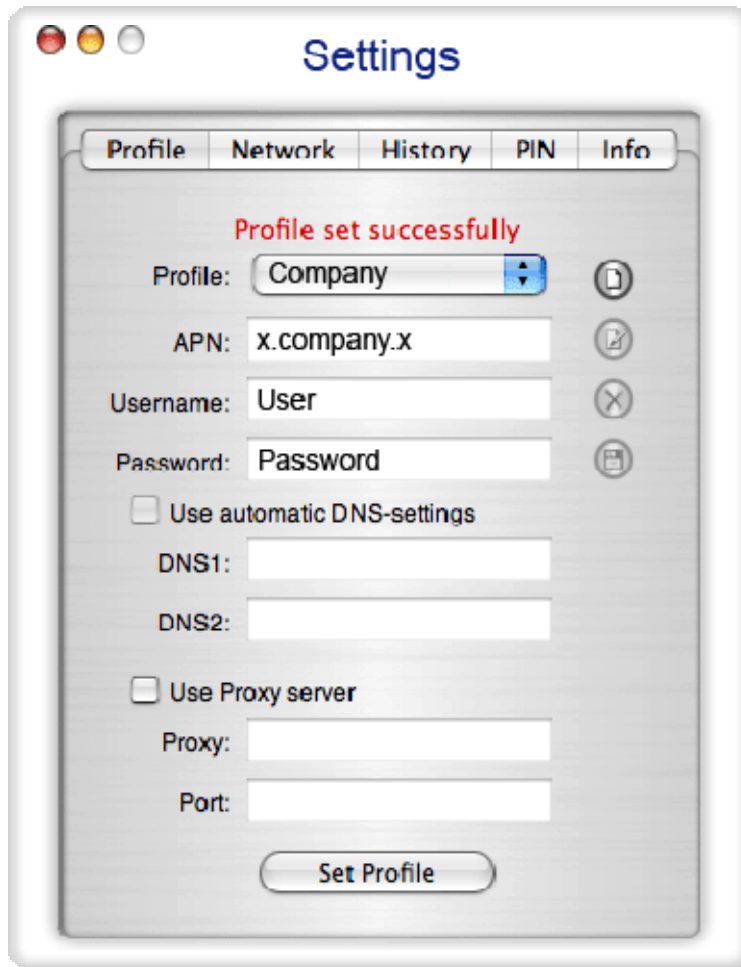 Settings
Profile Network History PIN Info
Profile set successfully
Profile: Company
APN: x.company.x
Username: User
Password: Password
Use automatic DNS-settings
DNS1:
DNS2:
Use Proxy server
Proxy:
Port:
Set Profile